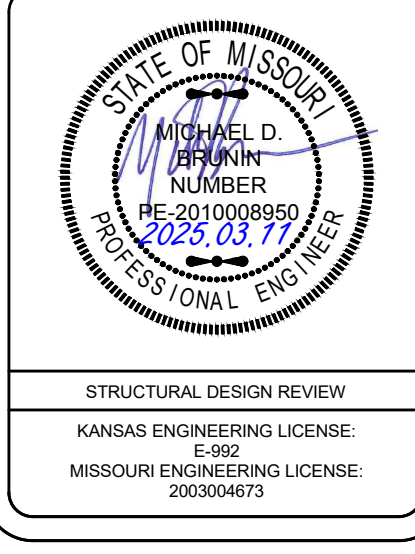 STATE OF MISSOURI
MICHAEL D.
BRUNIN
NUMBER
PE-2010008950
2025.03.11
PROFESSIONAL ENGINEER
STRUCTURAL DESIGN REVIEW
KANSAS ENGINEERING LICENSE:
E-992
MISSOURI ENGINEERING LICENSE:
2003004673